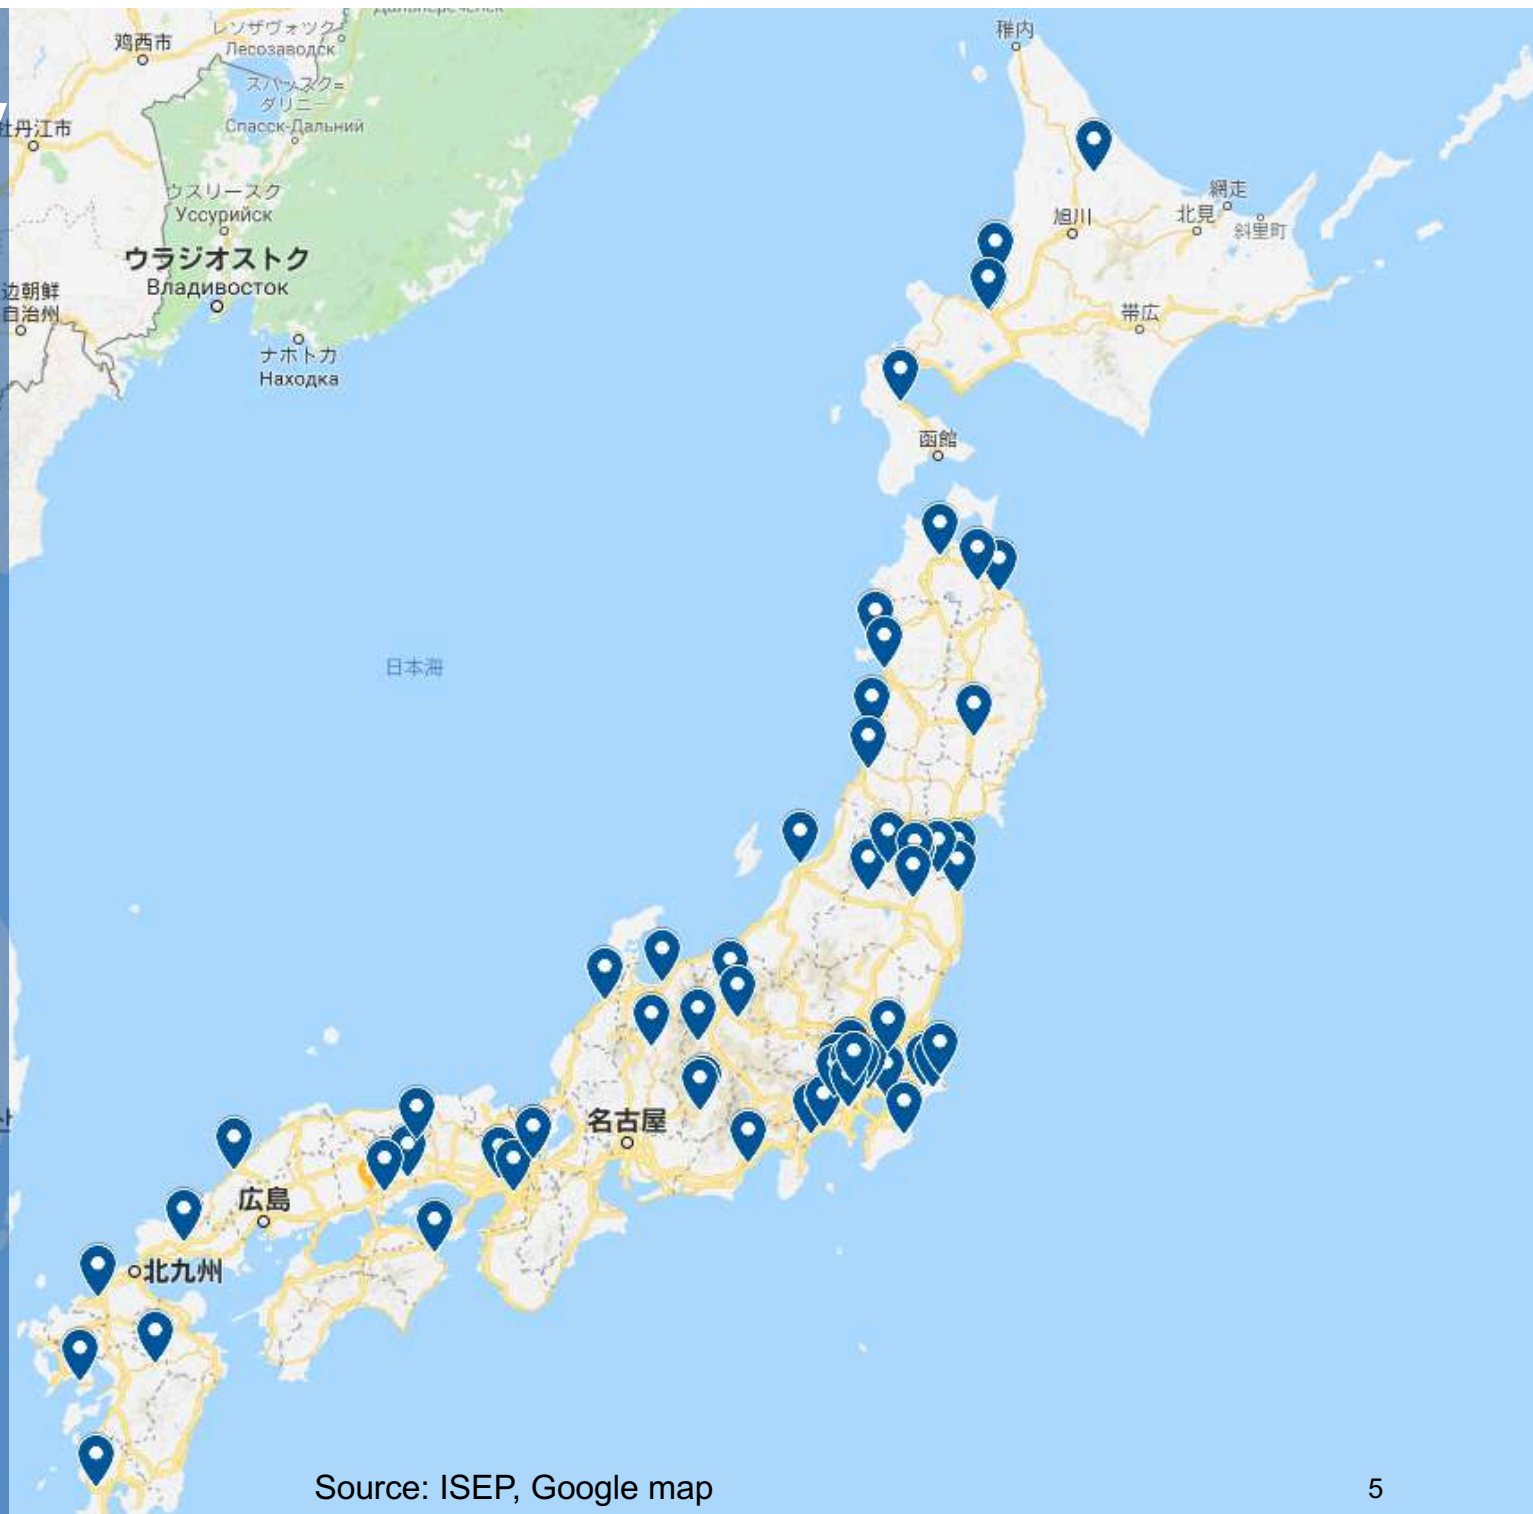 Дальнереченск
レソザヴォツク
Лесозаводск
鸡西市
スパッスク=
ダリニー
Спасск-Дальний
牡丹江市
ウスリースク
Уссурийск
ウラジオストク
Владивосток
边朝鲜
自治州
ナホトカ
Находка
稚内
網走
旭川
北見
斜里町
帯広
函館
日本海
名古屋
広島
北九州
Source: ISEP, Google map
5